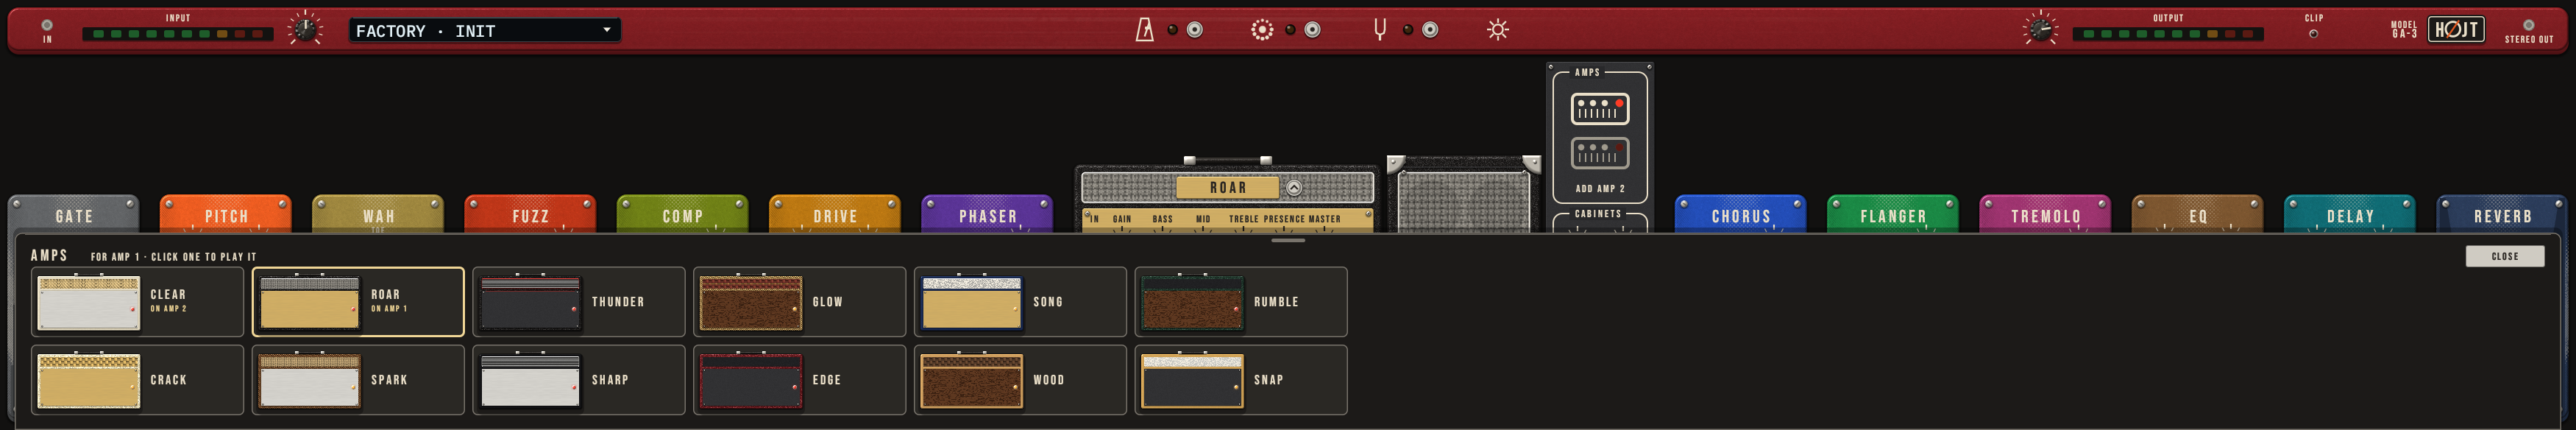 INPUT
IN
FACTORY · INIT
OUTPUT
CLIP
MODEL
GA-3
HØJT
STEREO OUT
AMPS
ADD AMP 2
CABINETS
GATE
PITCH
WAH
TOE
FUZZ
COMP
DRIVE
PHASER
ROAR
IN GAIN BASS MID TREBLE PRESENCE MASTER
CHORUS
FLANGER
TREMOLO
EQ
DELAY
REVERB
AMPS FOR AMP 1 · CLICK ONE TO PLAY IT
CLOSE
CLEAR
ON AMP 2
ROAR
ON AMP 1
THUNDER
GLOW
SONG
RUMBLE
CRACK
SPARK
SHARP
EDGE
WOOD
SNAP